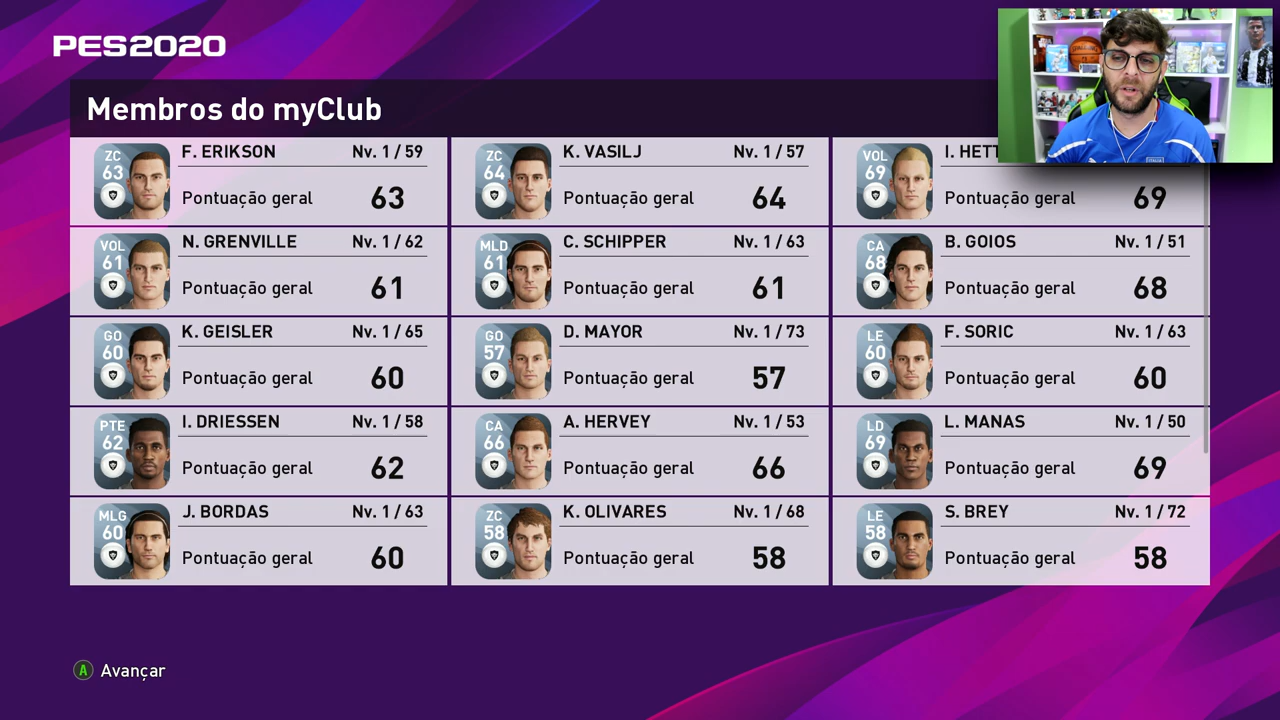 PES2020
Membros do myClub
ZC 63 F. ERIKSON Nv. 1 / 59
Pontuação geral 63
ZC 64 K. VASILJ Nv. 1 / 57
Pontuação geral 64
VOL 69 I. HETT
Pontuação geral 69
VOL 61 N. GRENVILLE Nv. 1 / 62
Pontuação geral 61
MLD 61 C. SCHIPPER Nv. 1 / 63
Pontuação geral 61
CA 68 B. GOIOS Nv. 1 / 51
Pontuação geral 68
GO 60 K. GEISLER Nv. 1 / 65
Pontuação geral 60
GO 57 D. MAYOR Nv. 1 / 73
Pontuação geral 57
LE 60 F. SORIC Nv. 1 / 63
Pontuação geral 60
PTE 62 I. DRIESSEN Nv. 1 / 58
Pontuação geral 62
CA 66 A. HERVEY Nv. 1 / 53
Pontuação geral 66
LD 69 L. MANAS Nv. 1 / 50
Pontuação geral 69
MLG 60 J. BORDAS Nv. 1 / 63
Pontuação geral 60
ZC 58 K. OLIVARES Nv. 1 / 68
Pontuação geral 58
LE 58 S. BREY Nv. 1 / 72
Pontuação geral 58
A Avançar